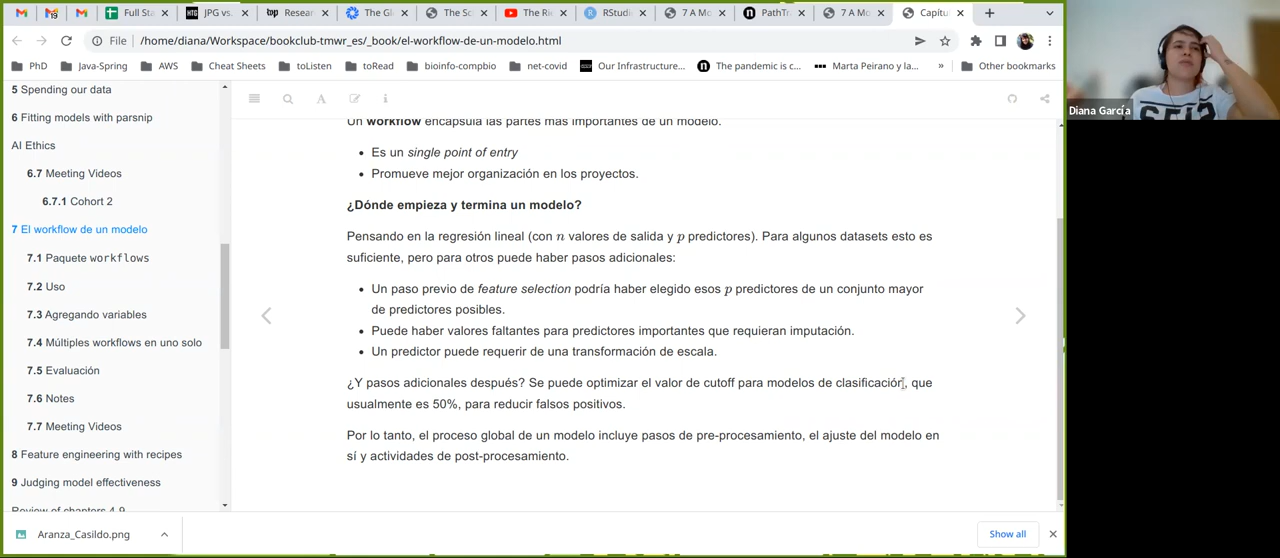 Full Sta
JPG vs.
Resear
The Gl
The So
The Ri
RStudi
7 A Mo
PathTr
7 A Mo
Capítu
File
/home/diana/Workspace/bookclub-tmwr_es/_book/el-workflow-de-un-modelo.html
PhD
Java-Spring
AWS
Cheat Sheets
toListen
toRead
bioinfo-comp
net-covid
Our Infrastructure...
The pandemic is c...
Marta Peirano y la...
»
Other bookmarks
Diana García
5 Spending our data
6 Fitting models with parsnip
AI Ethics
6.7 Meeting Videos
6.7.1 Cohort 2
7 El workflow de un modelo
7.1 Paquete workflows
7.2 Uso
7.3 Agregando variables
7.4 Múltiples workflows en uno solo
7.5 Evaluación
7.6 Notes
7.7 Meeting Videos
8 Feature engineering with recipes
9 Judging model effectiveness
Review of chapters 4-9
Un workflow encapsula las partes más importantes de un modelo.
• Es un single point of entry
• Promueve mejor organización en los proyectos.
¿Dónde empieza y termina un modelo?
Pensando en la regresión lineal (con n valores de salida y p predictores). Para algunos datasets esto es
suficiente, pero para otros puede haber pasos adicionales:
• Un paso previo de feature selection podría haber elegido esos p predictores de un conjunto mayor
de predictores posibles.
• Puede haber valores faltantes para predictores importantes que requieran imputación.
• Un predictor puede requerir de una transformación de escala.
¿Y pasos adicionales después? Se puede optimizar el valor de cutoff para modelos de clasificación, que
usualmente es 50%, para reducir falsos positivos.
Por lo tanto, el proceso global de un modelo incluye pasos de pre-procesamiento, el ajuste del modelo en
sí y actividades de post-procesamiento.
Aranza_Casildo.png
Show all